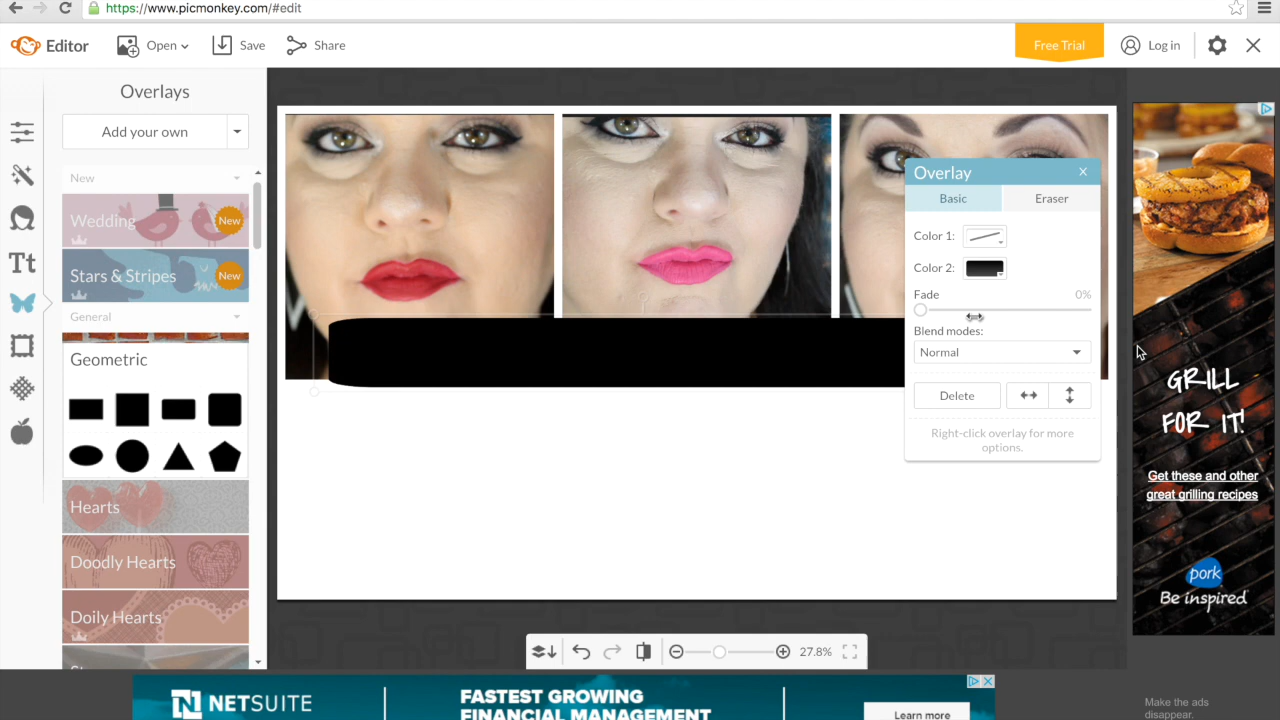 https://www.picmonkey.com/#edit
Editor
Open
Save
Share
Free Trial
Log in
Overlays
Add your own
New
Wedding
New
Stars & Stripes
New
General
Geometric
Hearts
Doodly Hearts
Doily Hearts
Overlay
Basic
Eraser
Color 1:
Color 2:
Fade
0%
Blend modes:
Normal
Delete
Right-click overlay for more
options.
27.8%
GRILL
FOR IT!
Get these and other
great grilling recipes
pork
Be inspired
Make the ads
disappear.
NETSUITE
FASTEST GROWING
FINANCIAL MANAGEMENT
Learn more
Tt